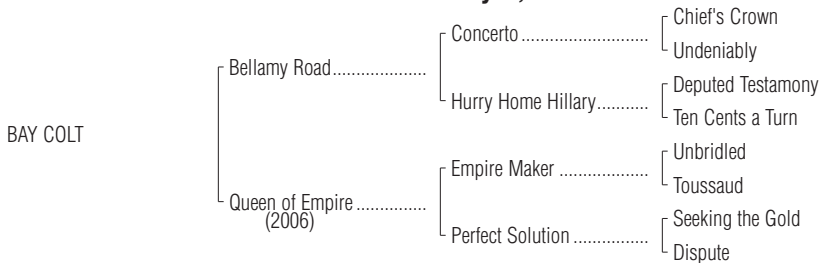 Chief's Crown
Concerto ...........................
Undeniably
Bellamy Road....................
Deputed Testamony
Hurry Home Hillary...........
Ten Cents a Turn
BAY COLT
Unbridled
Empire Maker ...................
Toussaud
Queen of Empire ...............
(2006)
Seeking the Gold
Perfect Solution ................
Dispute